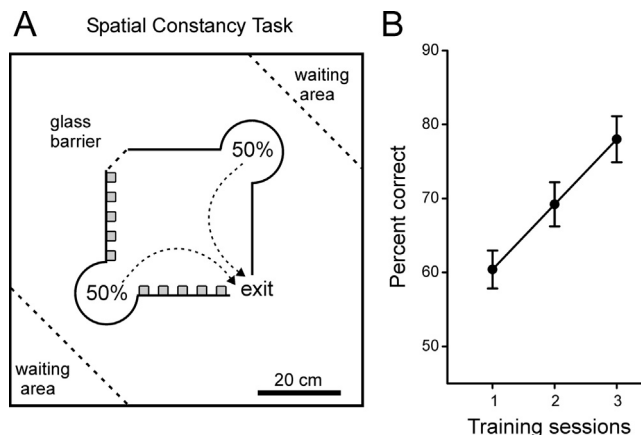 A
Spatial Constancy Task
waiting
area
glass
barrier
50%
50%
exit
waiting
area
20 cm
B
Percent correct
90
80
70
60
50
1 2 3
Training sessions